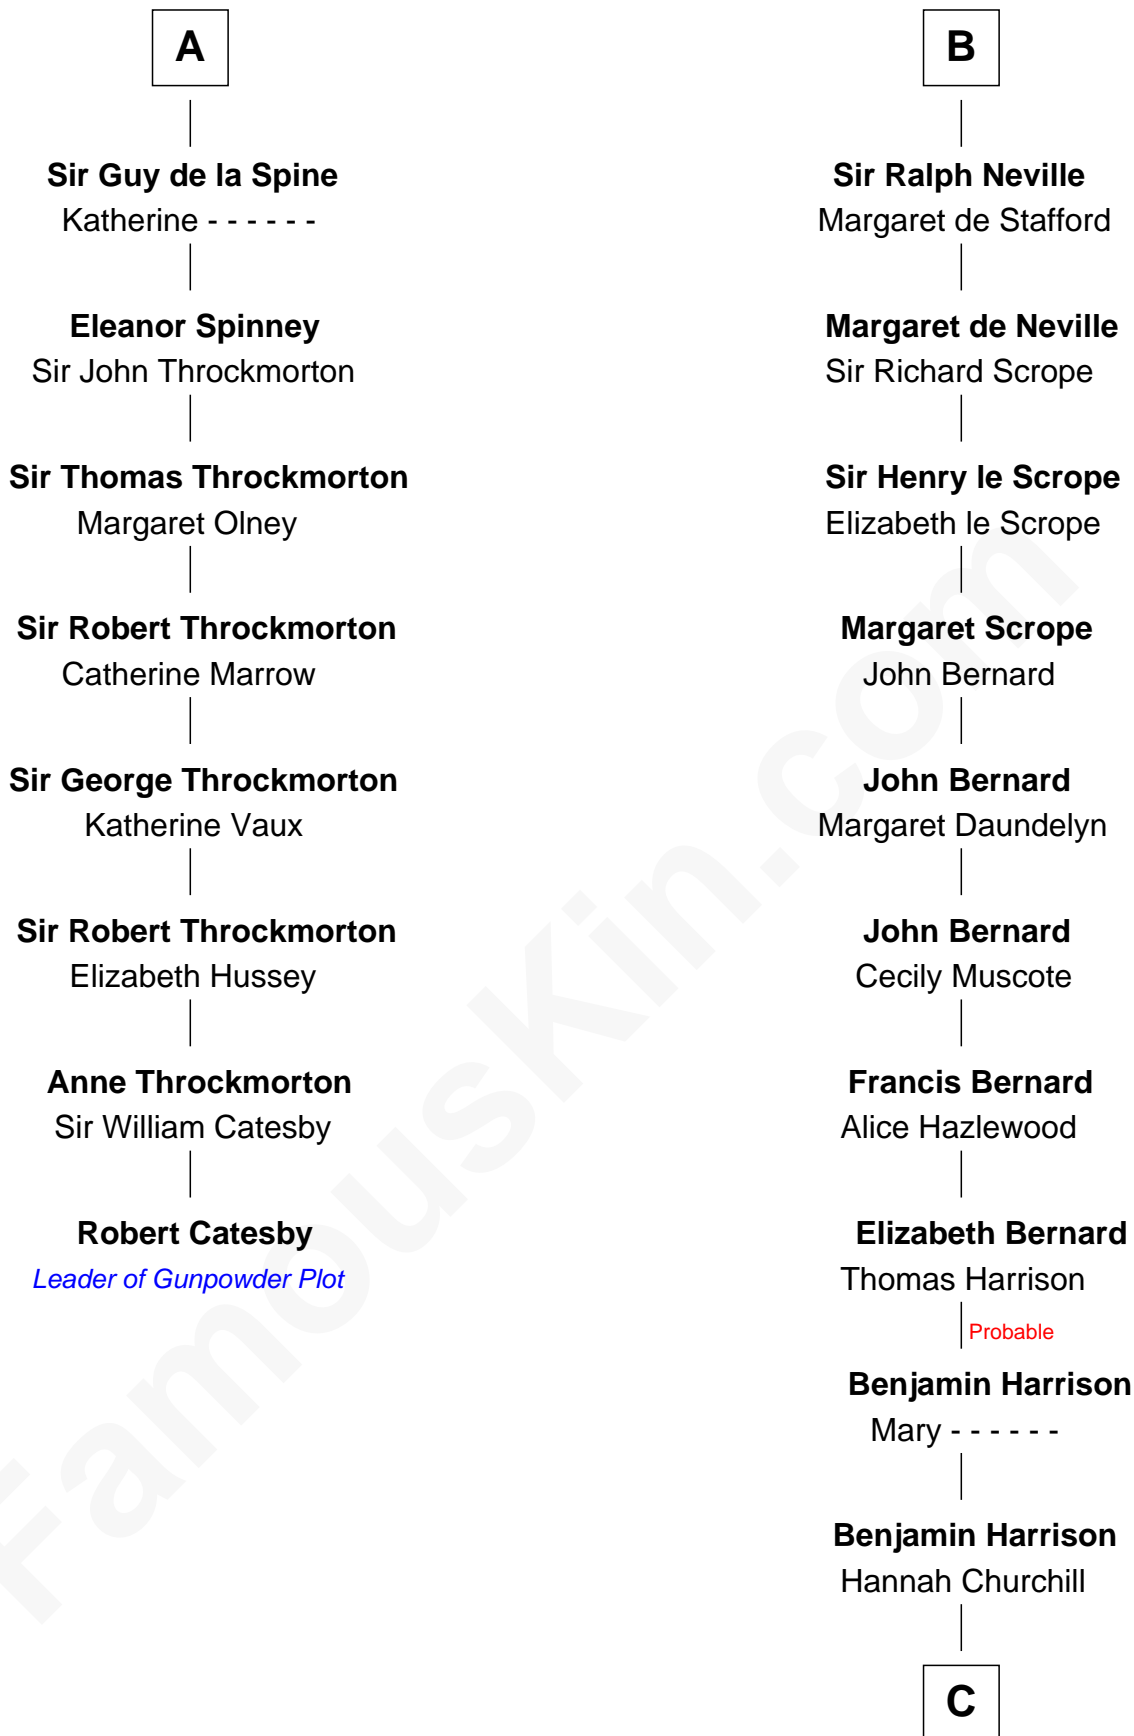 A
Sir Guy de la Spine
Katherine - - - - - -
Eleanor Spinney
Sir John Throckmorton
Sir Thomas Throckmorton
Margaret Olney
Sir Robert Throckmorton
Catherine Marrow
Sir George Throckmorton
Katherine Vaux
Sir Robert Throckmorton
Elizabeth Hussey
Anne Throckmorton
Sir William Catesby
Robert Catesby
Leader of Gunpowder Plot
B
Sir Ralph Neville
Margaret de Stafford
Margaret de Neville
Sir Richard Scrope
Sir Henry le Scrope
Elizabeth le Scrope
Margaret Scrope
John Bernard
John Bernard
Margaret Daundelyn
John Bernard
Cecily Muscote
Francis Bernard
Alice Hazlewood
Elizabeth Bernard
Thomas Harrison
Probable
Benjamin Harrison
Mary - - - - - -
Benjamin Harrison
Hannah Churchill
C
FamousKin.com